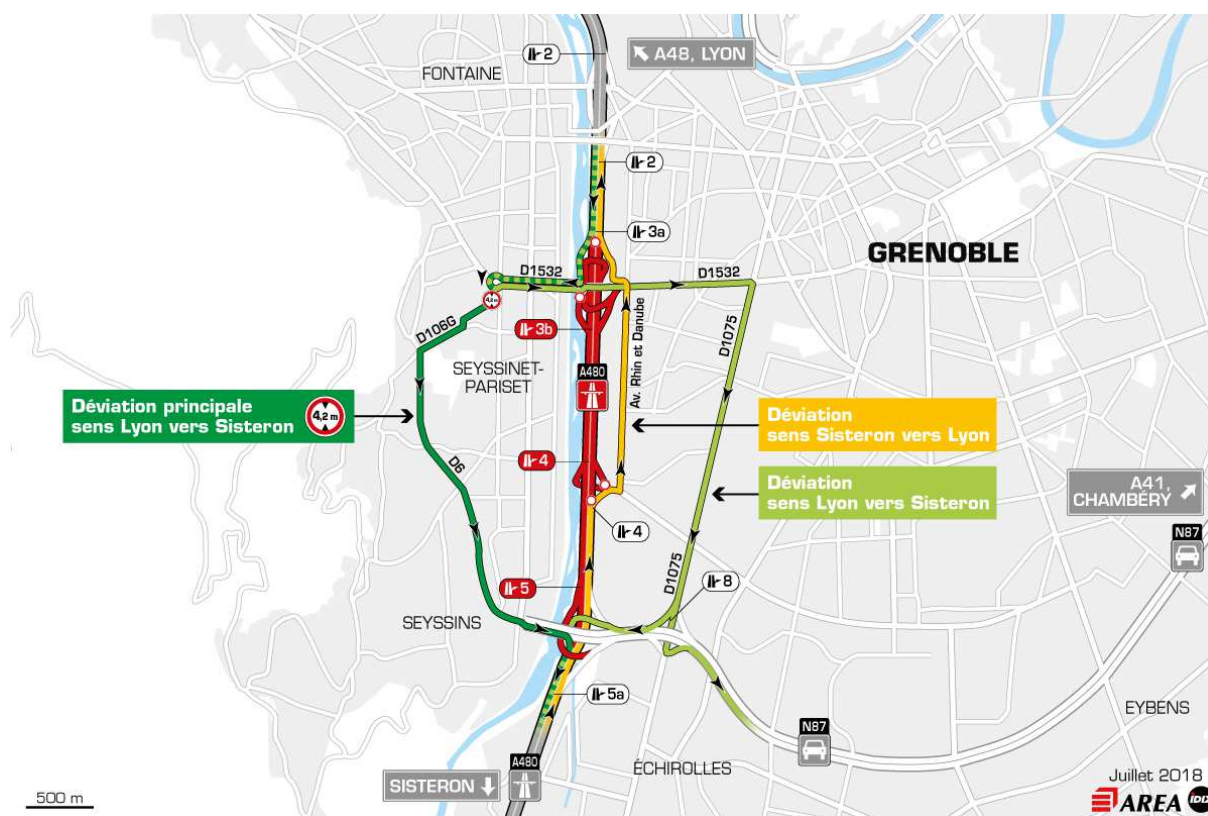 2
A48, LYON
FONTAINE
2
3a
GRENOBLE
D1532
D1532
4,2 m
D106G
3b
D1075
SEYSSINET-
PARISET
A480
Av. Rhin et Danube
Déviation principale
sens Lyon vers Sisteron
4,2 m
Déviation
sens Sisteron vers Lyon
D6
4
Déviation
sens Lyon vers Sisteron
A41,
CHAMBÉRY
4
N87
D1075
5
8
SEYSSINS
5a
EYBENS
N87
A480
ÉCHIROLLES
SISTERON
Juillet 2018
500 m
AREA